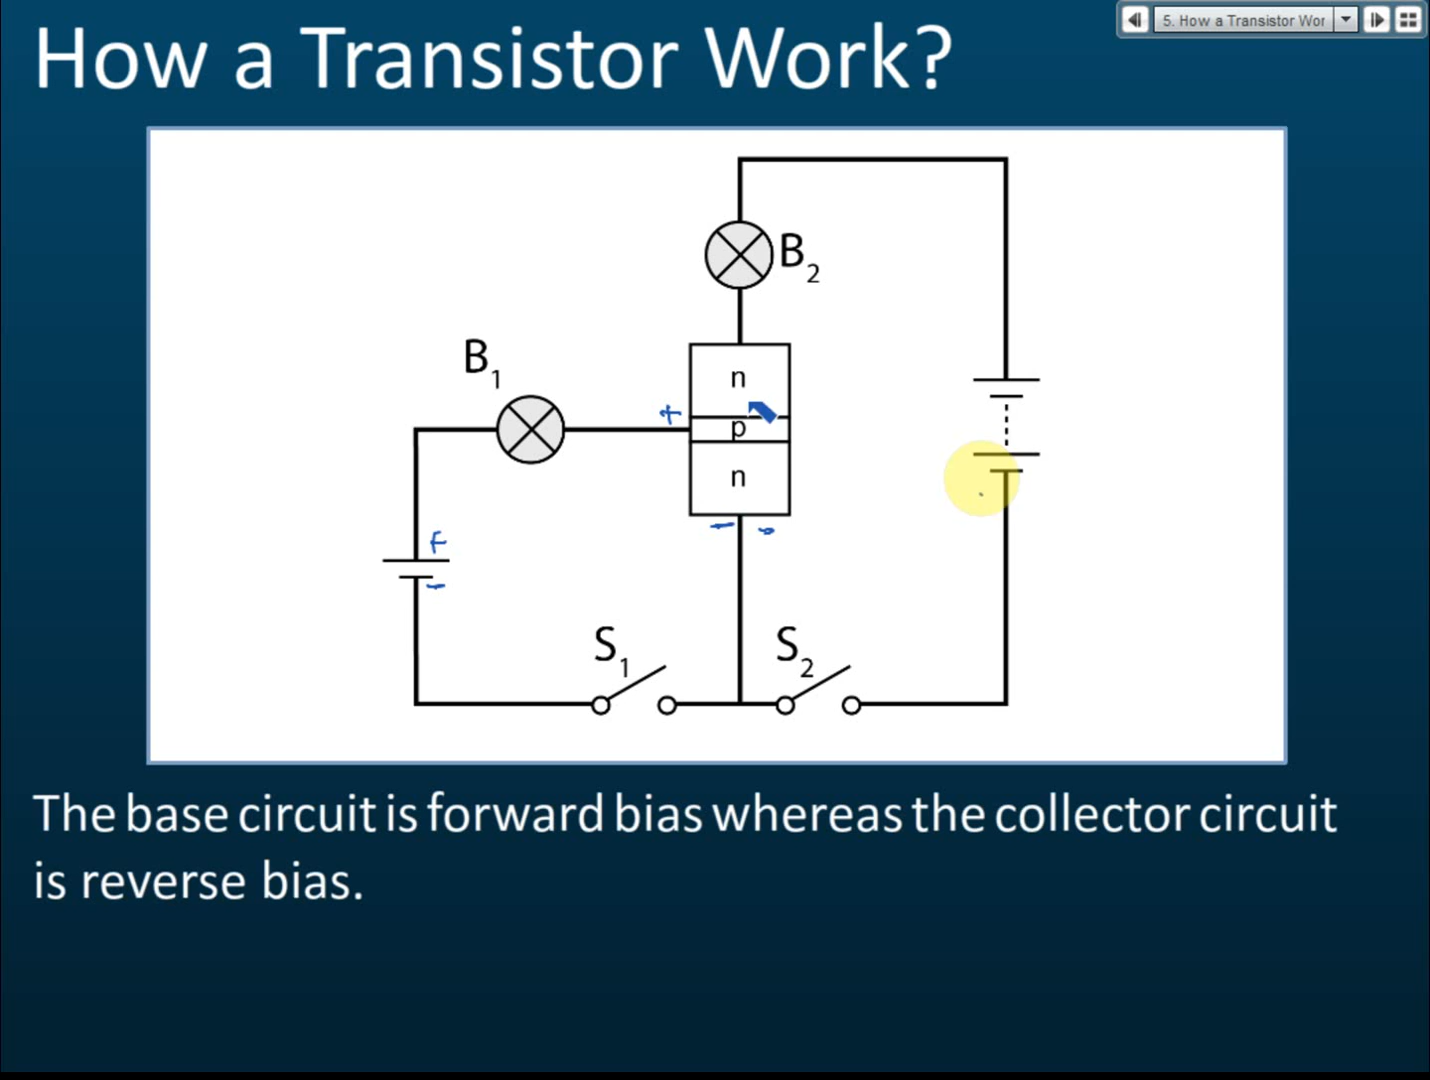 How a Transistor Work?
5. How a Transistor Wor
B2
B1
n
+
p
n
+
-
- -
S1
S2
The base circuit is forward bias whereas the collector circuit
is reverse bias.